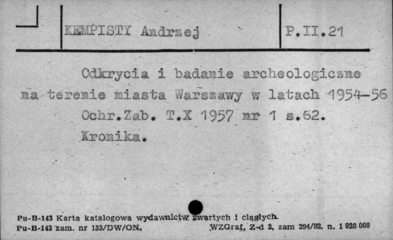 KEMPISTY Andrzej
P.II.21
Odkrycia i badanie archeologiczne
na terenie miasta Warszawy w latach 1954-56
Ochr.Zab. T.X 1957 nr 1 s.62.
Kronika.
Pu-B-143 Karta katalogowa wydawnictw zwartych i ciągłych.
Pu-B-143 zam. nr 133/DW/ON. WZGraf, Z-d 2, zam 294/82. n. 1 920 000